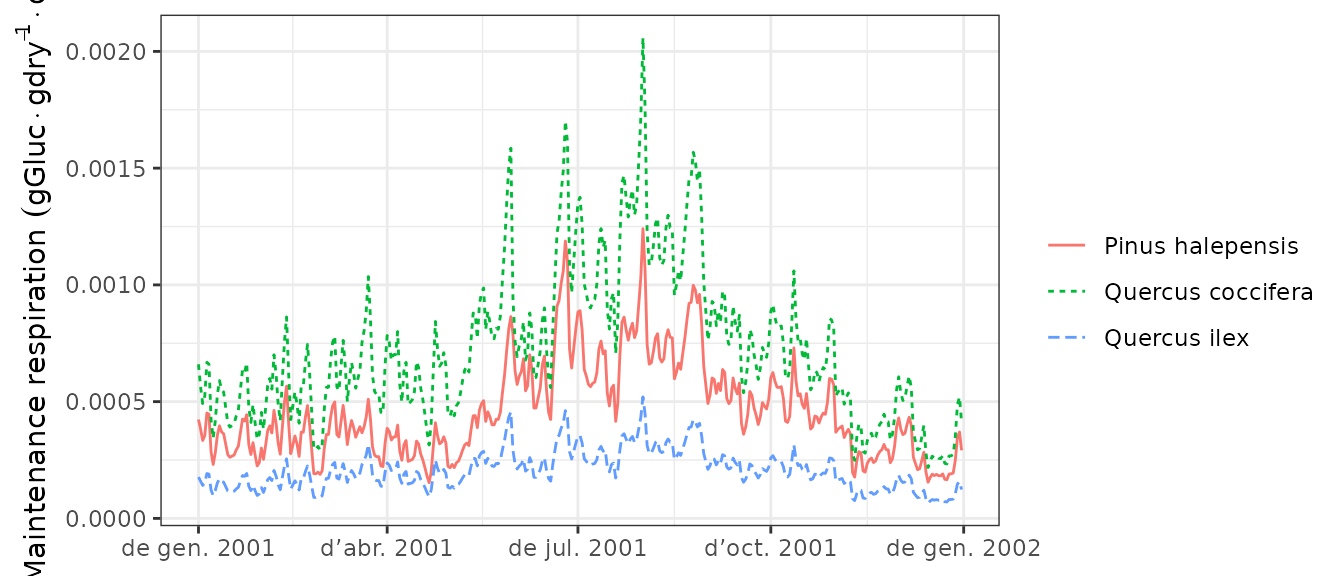 Maintenance respiration (gGluc · gdry⁻¹ ·
0.0020
0.0015
0.0010
0.0005
0.0000
de gen. 2001 d’abr. 2001 de jul. 2001 d’oct. 2001 de gen. 2002
Pinus halepensis
Quercus coccifera
Quercus ilex